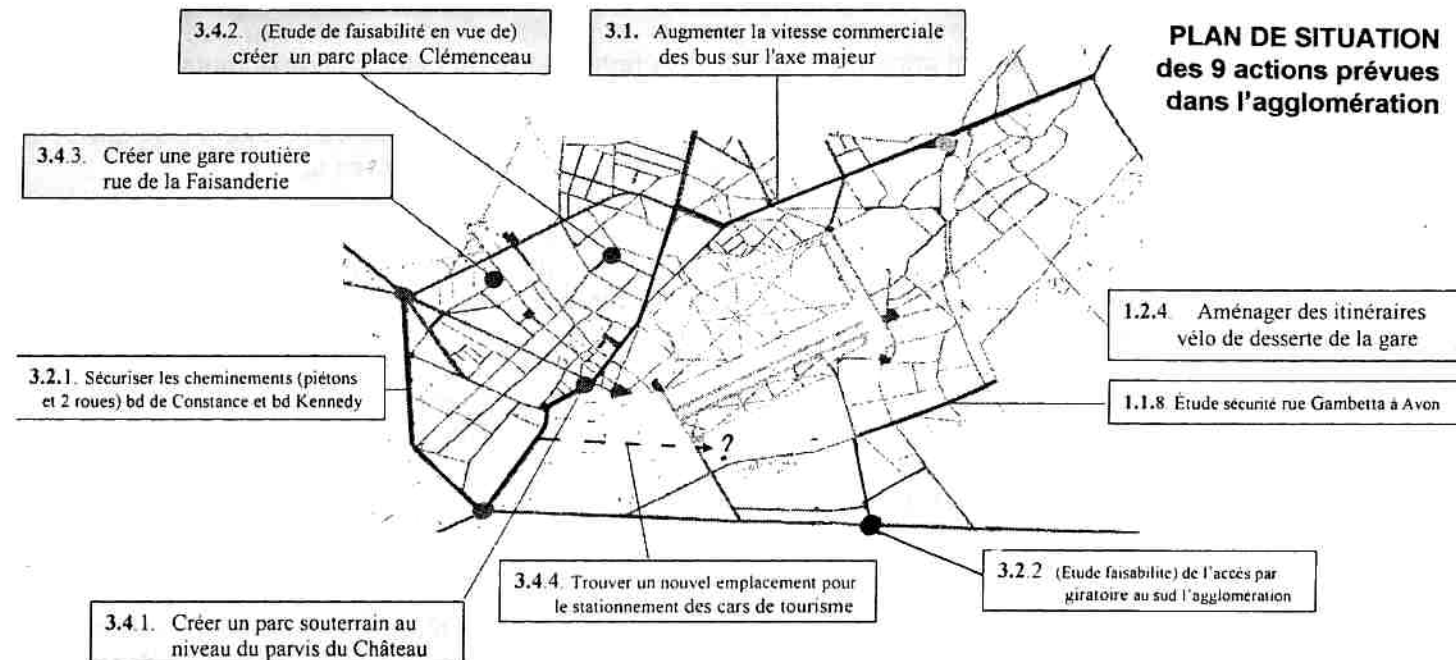 PLAN DE SITUATION
des 9 actions prévues
dans l'agglomération
3.4.2. (Etude de faisabilité en vue de)
créer un parc place Clémenceau
3.1. Augmenter la vitesse commerciale
des bus sur l'axe majeur
3.4.3. Créer une gare routière
rue de la Faisanderie
1.2.4. Aménager des itinéraires
vélo de desserte de la gare
3.2.1. Sécuriser les cheminements (piétons
et 2 roues) bd de Constance et bd Kennedy
1.1.8 Étude sécurité rue Gambetta à Avon
?
3.4.4. Trouver un nouvel emplacement pour
le stationnement des cars de tourisme
3.2.2 (Etude faisabilite) de l'accès par
giratoire au sud l'agglomération
3.4.1. Créer un parc souterrain au
niveau du parvis du Château